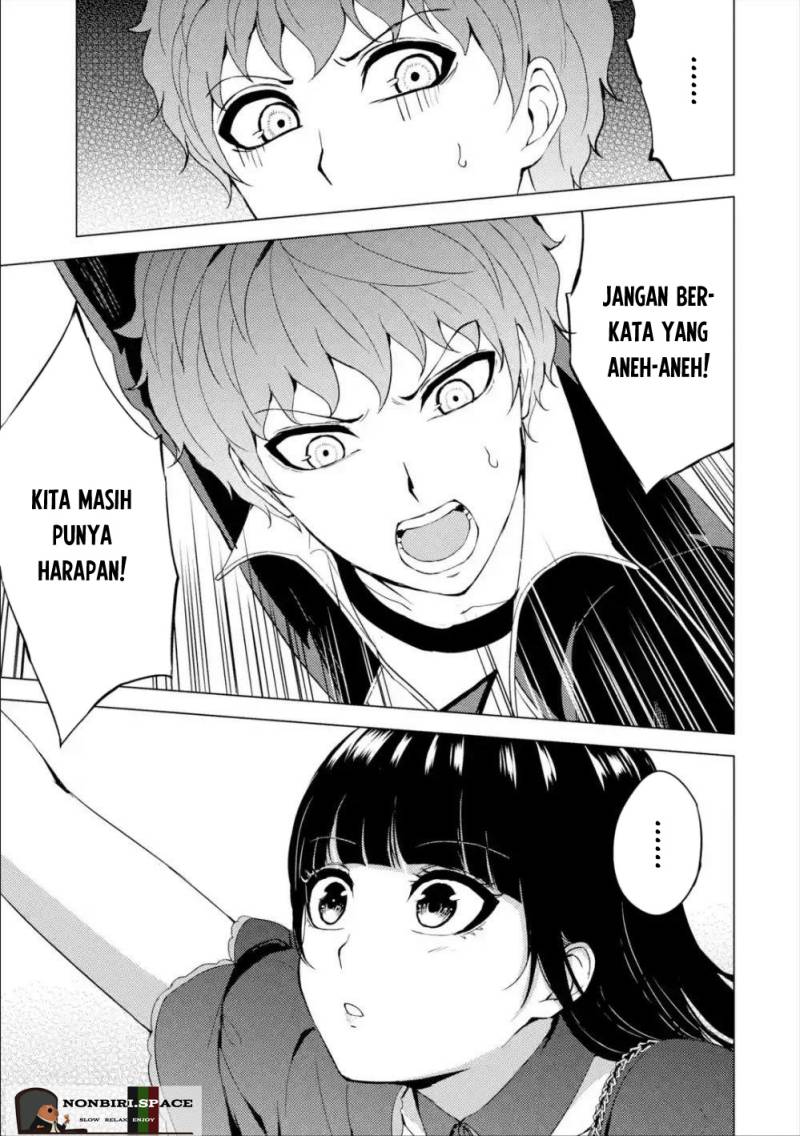 ........
JANGAN BER-
KATA YANG
ANEH-ANEH!
KITA MASIH
PUNYA
HARAPAN!
........
NONBIRI.SPACE
SLOW RELAX ENJOY